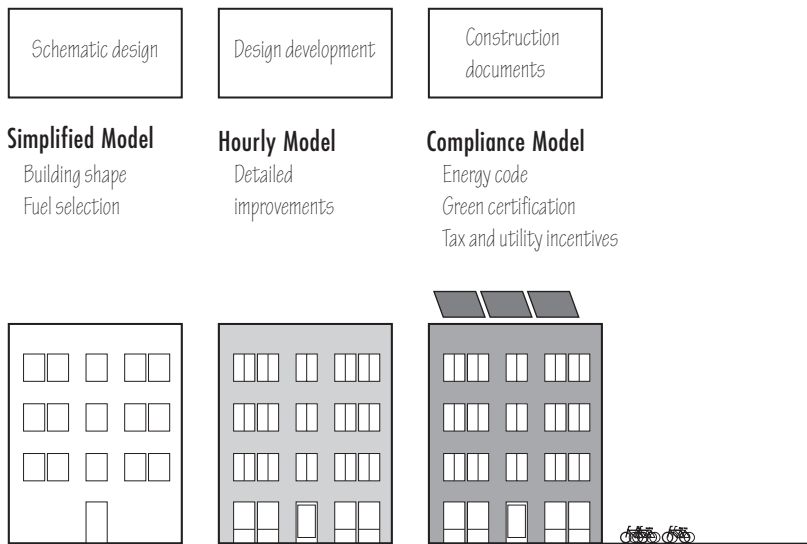 Schematic design
Design development
Construction
documents
Simplified Model
Building shape
Fuel selection
Hourly Model
Detailed
improvements
Compliance Model
Energy code
Green certification
Tax and utility incentives